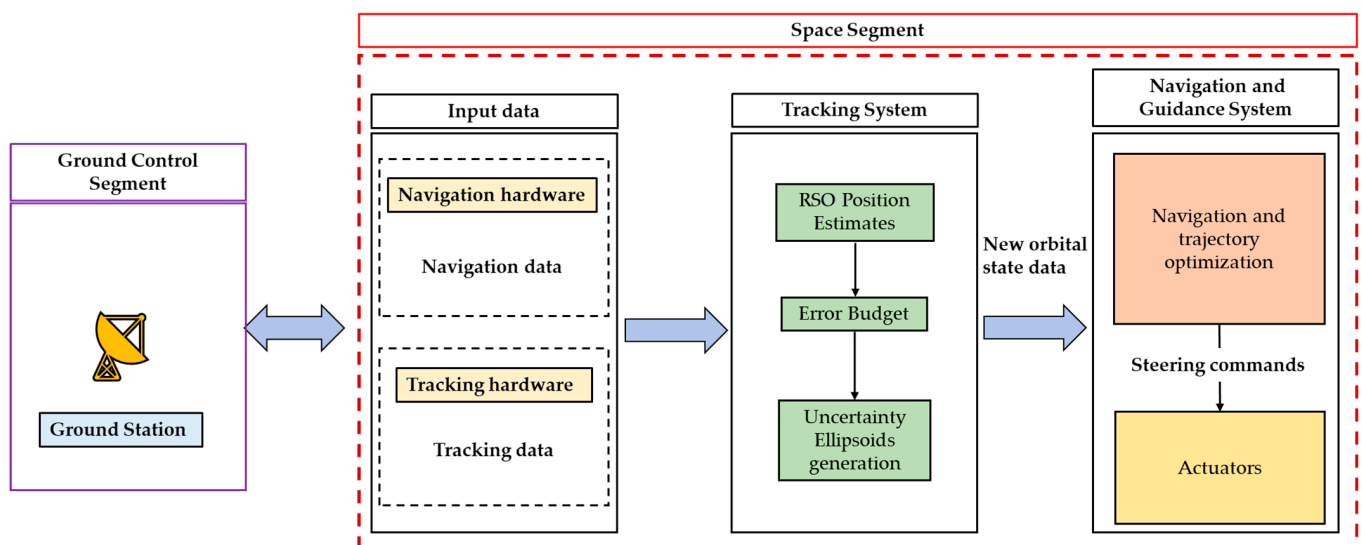 Space Segment
Ground Control
Segment
Ground Station
Input data
Navigation hardware
Navigation data
Tracking hardware
Tracking data
Tracking System
RSO Position
Estimates
Error Budget
Uncertainty
Ellipsoids
generation
New orbital
state data
Navigation and
Guidance System
Navigation and
trajectory
optimization
Steering commands
Actuators